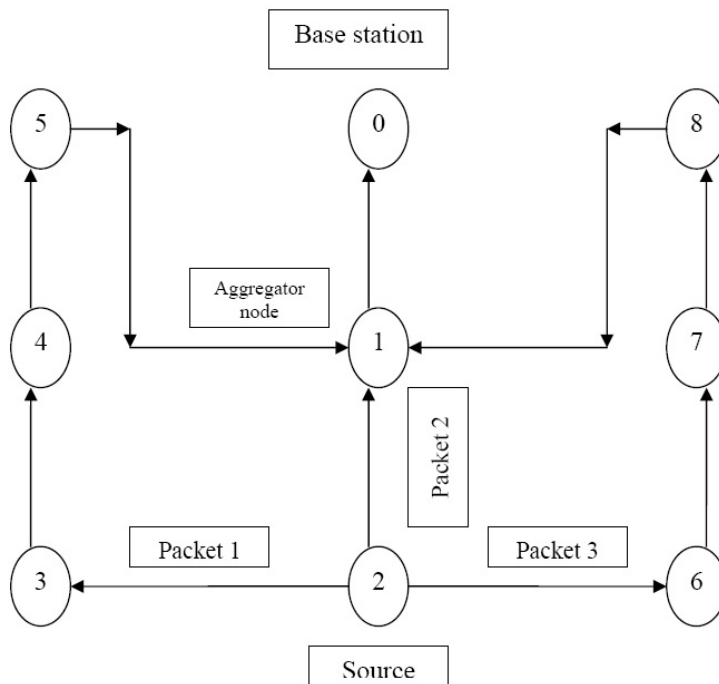 Base station
5
0
8
Aggregator
node
4
1
7
Packet 2
Packet 1
Packet 3
3
2
6
Source